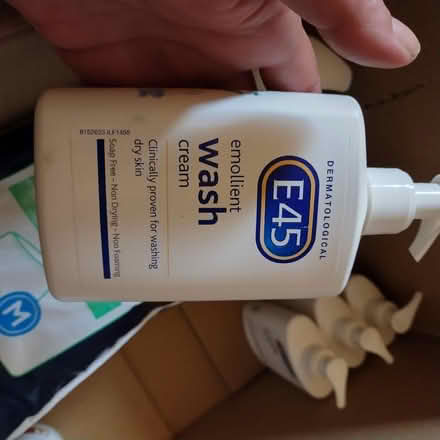 DERMATOLOGICAL
E45
emollient
wash
cream
Clinically proven for washing
dry skin
Soap Free - Non Drying - Non Foaming
M